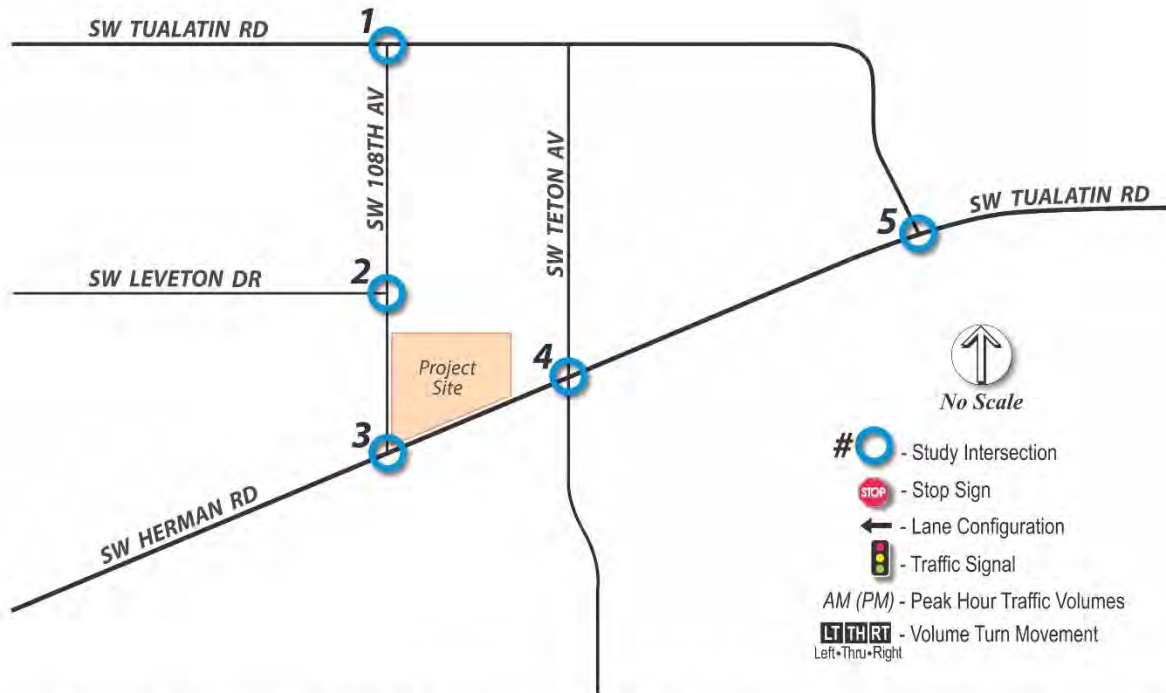 SW TUALATIN RD
1
SW 108TH AV
SW TETON AV
5
SW TUALATIN RD
2
SW LEVETON DR
Project
Site
4
3
SW HERMAN RD
No Scale
# - Study Intersection
STOP - Stop Sign
- Lane Configuration
- Traffic Signal
AM (PM) - Peak Hour Traffic Volumes
LT TH RT - Volume Turn Movement
Left•Thru•Right